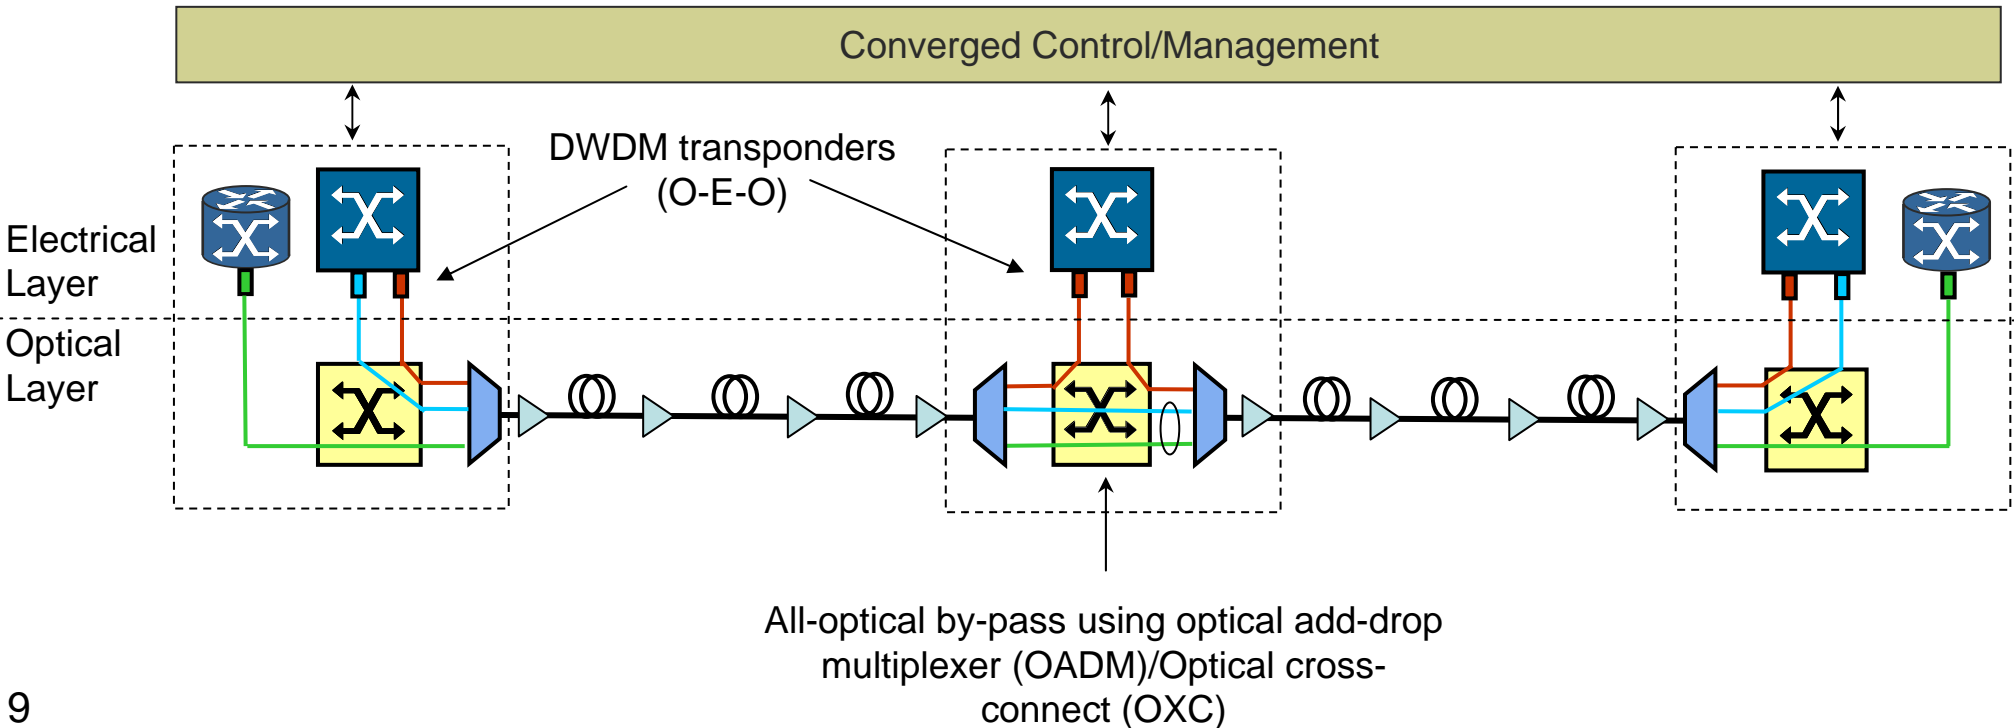 Converged Control/Management
DWDM transponders
(O-E-O)
Electrical
Layer
Optical
Layer
All-optical by-pass using optical add-drop
multiplexer (OADM)/Optical cross-
connect (OXC)
9